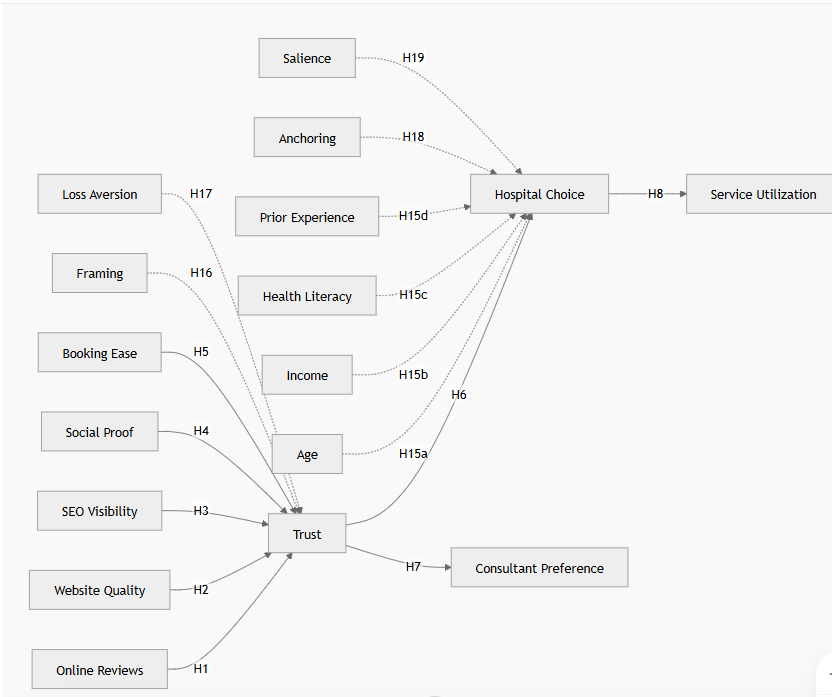 Salience
H19
Anchoring
H18
Loss Aversion
H17
Hospital Choice
H8
Service Utilization
Prior Experience
H15d
Framing
H16
Health Literacy
H15c
Booking Ease
H5
Income
H15b
H6
Social Proof
H4
Age
H15a
SEO Visibility
H3
Trust
H7
Consultant Preference
Website Quality
H2
Online Reviews
H1